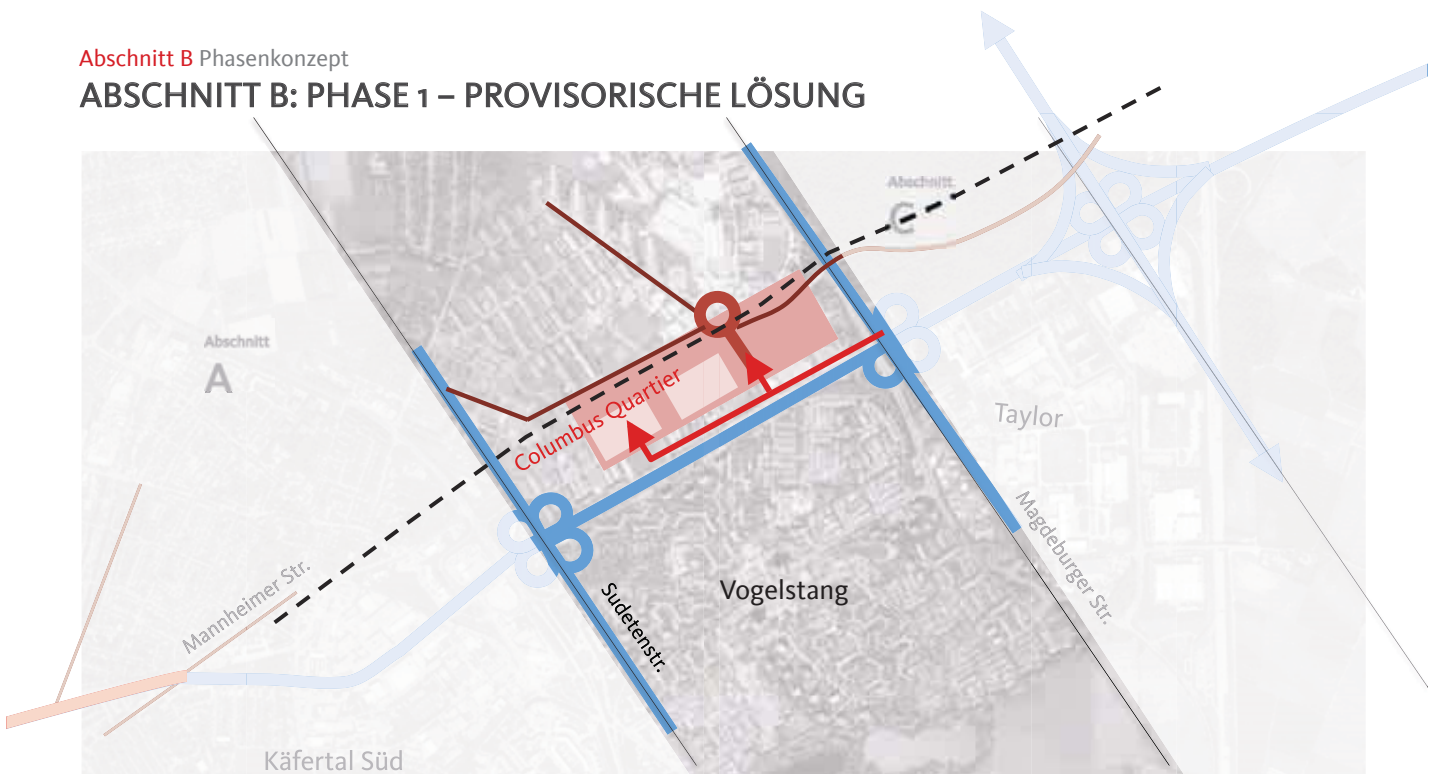 Abschnitt B Phasenkonzept
ABSCHNITT B: PHASE 1 – PROVISORISCHE LÖSUNG
Abschnitt
C
Abschnitt
A
Columbus Quartier
Taylor
Magdeburger Str.
Mannheimer Str.
Sudetenstr.
Vogelstang
Käfertal Süd